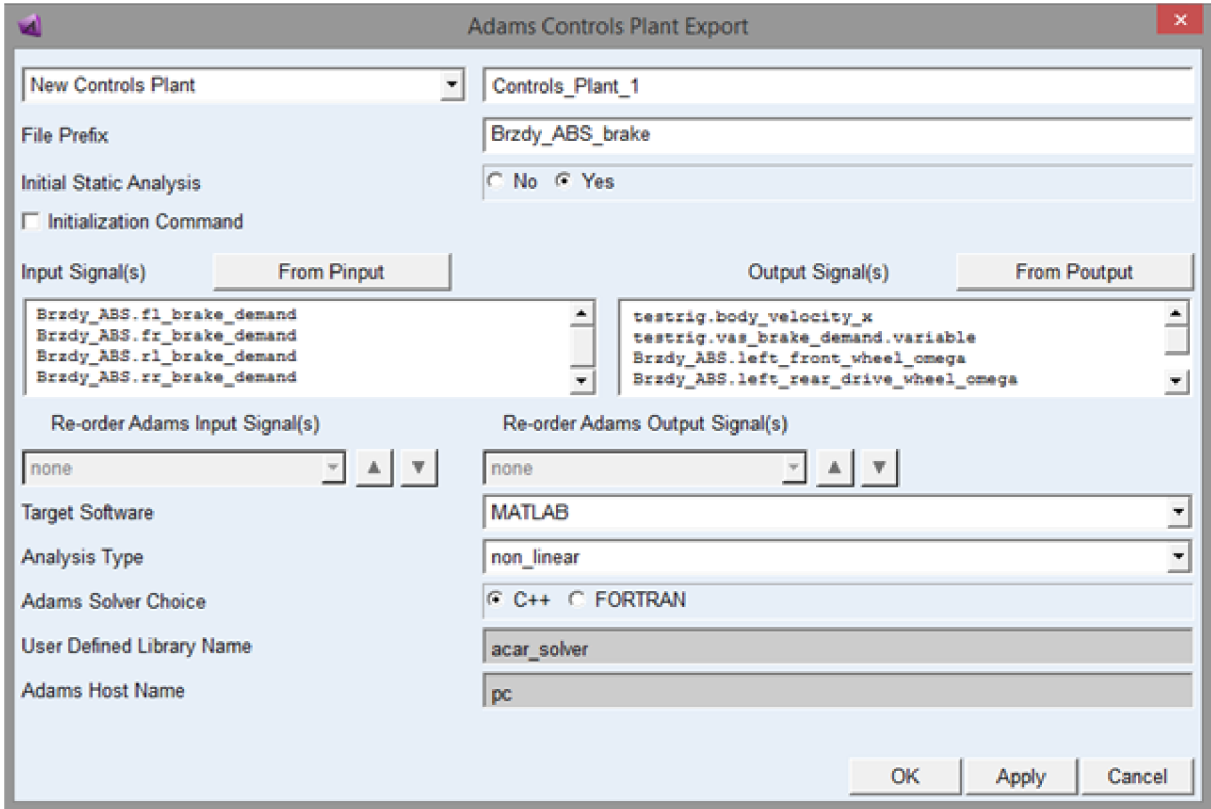 Adams Controls Plant Export
New Controls Plant Controls_Plant_1
File Prefix Brzdy_ABS_brake
Initial Static Analysis No Yes
Initialization Command
Input Signal(s) From Pinput Output Signal(s) From Poutput
Brzdy_ABS.fl_brake_demand
Brzdy_ABS.fr_brake_demand
Brzdy_ABS.rl_brake_demand
Brzdy_ABS.rr_brake_demand
testrig.body_velocity_x
testrig.vas_brake_demand.variable
Brzdy_ABS.left_front_wheel_omega
Brzdy_ABS.left_rear_drive_wheel_omega
Re-order Adams Input Signal(s) Re-order Adams Output Signal(s)
none none
Target Software MATLAB
Analysis Type non_linear
Adams Solver Choice C++ FORTRAN
User Defined Library Name acar_solver
Adams Host Name pc
OK Apply Cancel